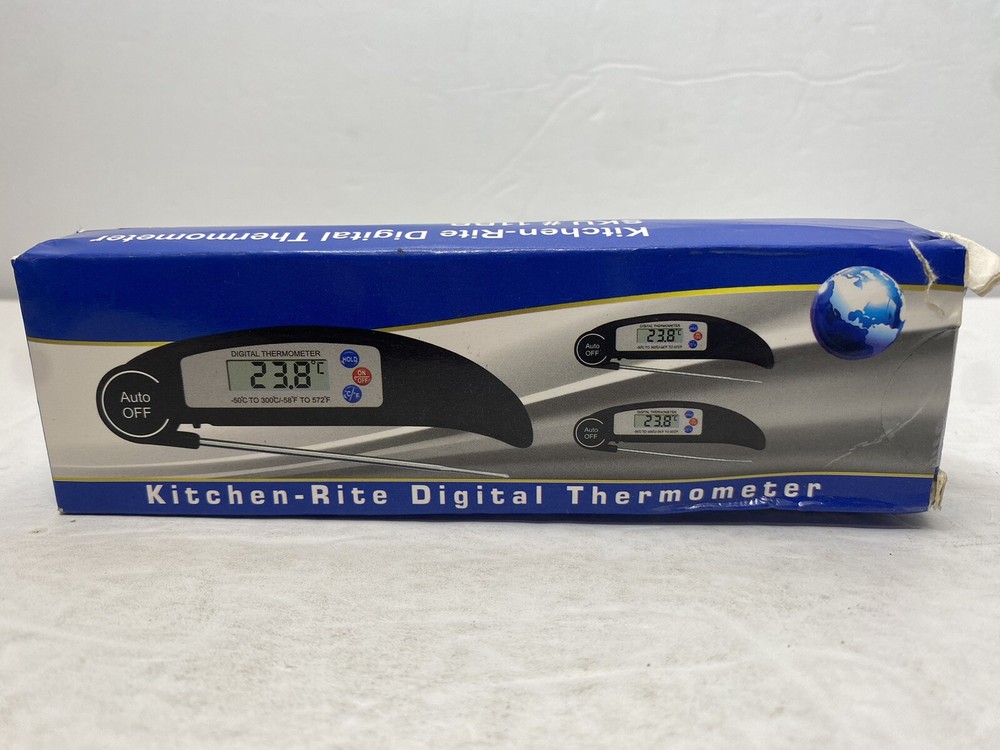 Kitchen-Rite Digital Thermometer
SKU #
DIGITAL THERMOMETER
23.8°C
-50°C TO 300°C/-58°F TO 572°F
HOLD
ON/OFF
°C/°F
Auto
OFF
DIGITAL THERMOMETER
23.8°C
Auto
OFF
DIGITAL THERMOMETER
23.8°C
Auto
OFF
Kitchen-Rite Digital Thermometer